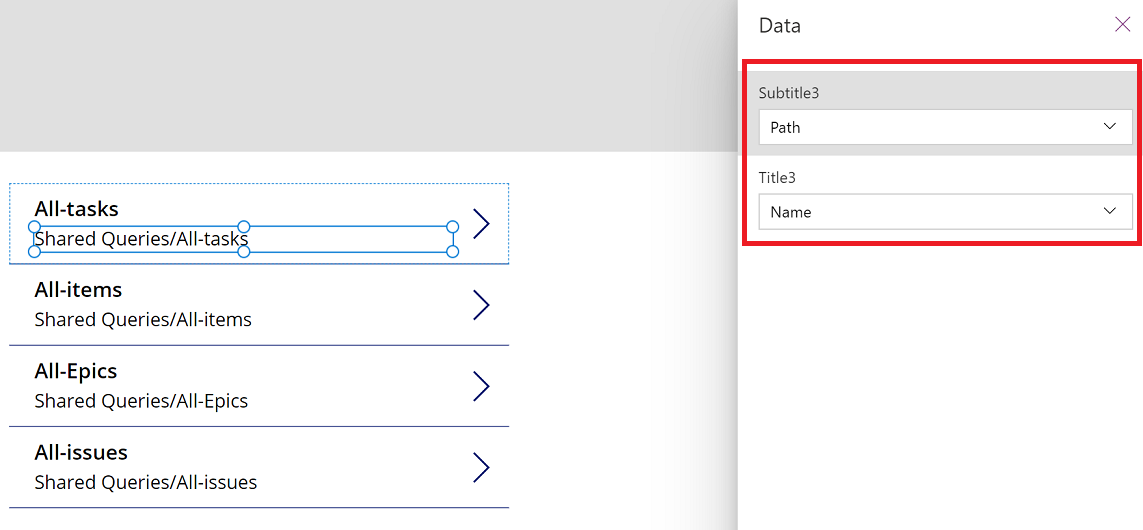 All-tasks
Shared Queries/All-tasks
All-items
Shared Queries/All-items
All-Epics
Shared Queries/All-Epics
All-issues
Shared Queries/All-issues
Data
Subtitle3
Path
Title3
Name